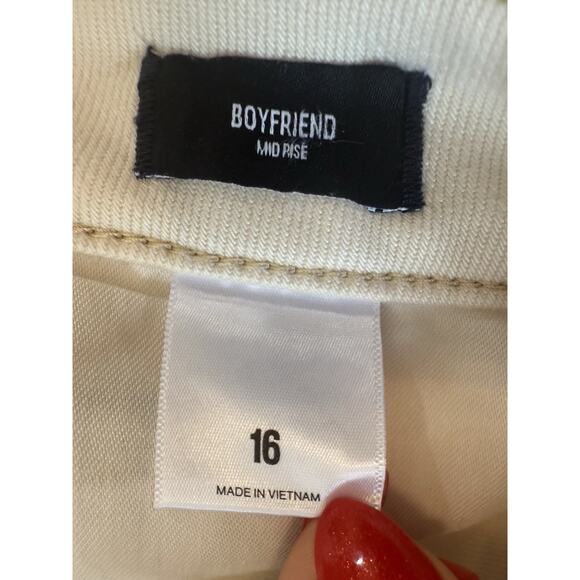 BOYFRIEND
MID RISE
16
MADE IN VIETNAM